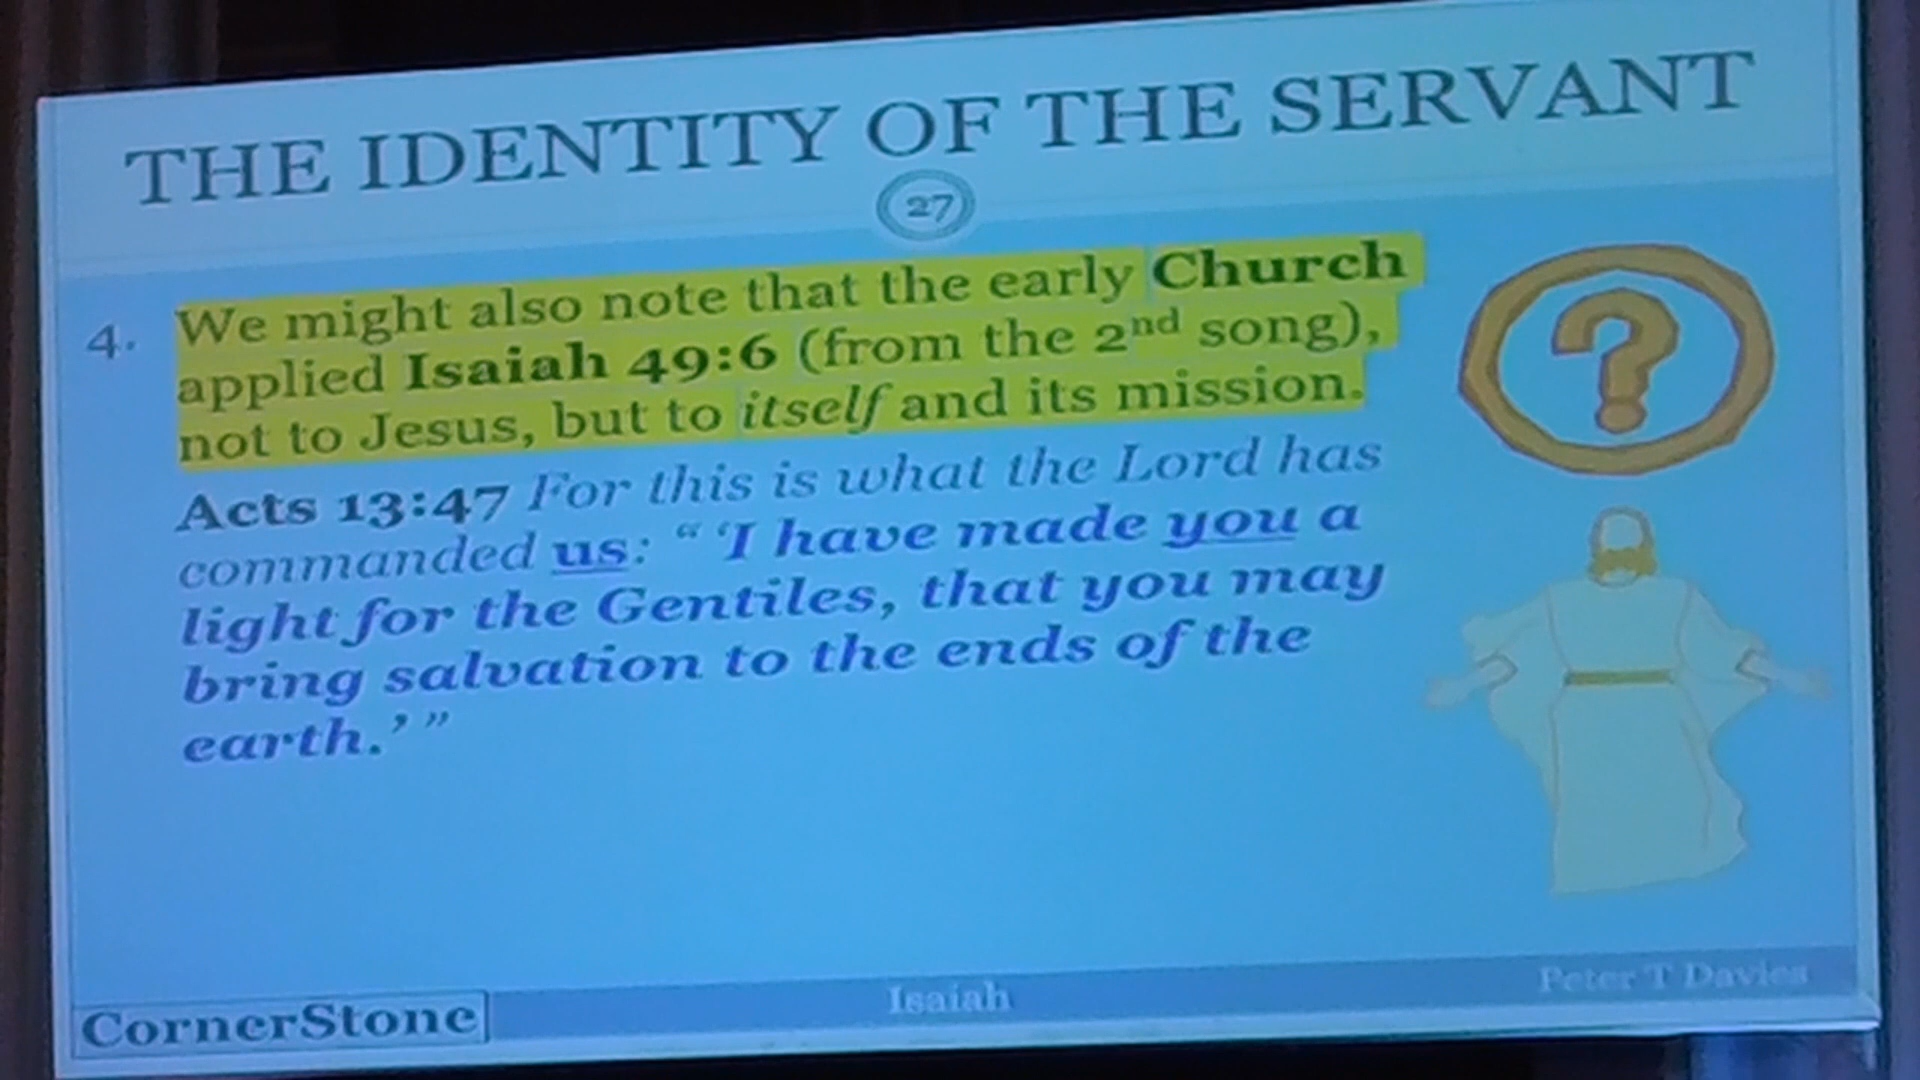 THE IDENTITY OF THE SERVANT
27
4. We might also note that the early Church
applied Isaiah 49:6 (from the 2nd song),
not to Jesus, but to itself and its mission.
Acts 13:47 For this is what the Lord has
commanded us: “ ‘I have made you a
light for the Gentiles, that you may
bring salvation to the ends of the
earth.’ ”
CornerStone
Isaiah
Peter T Davies